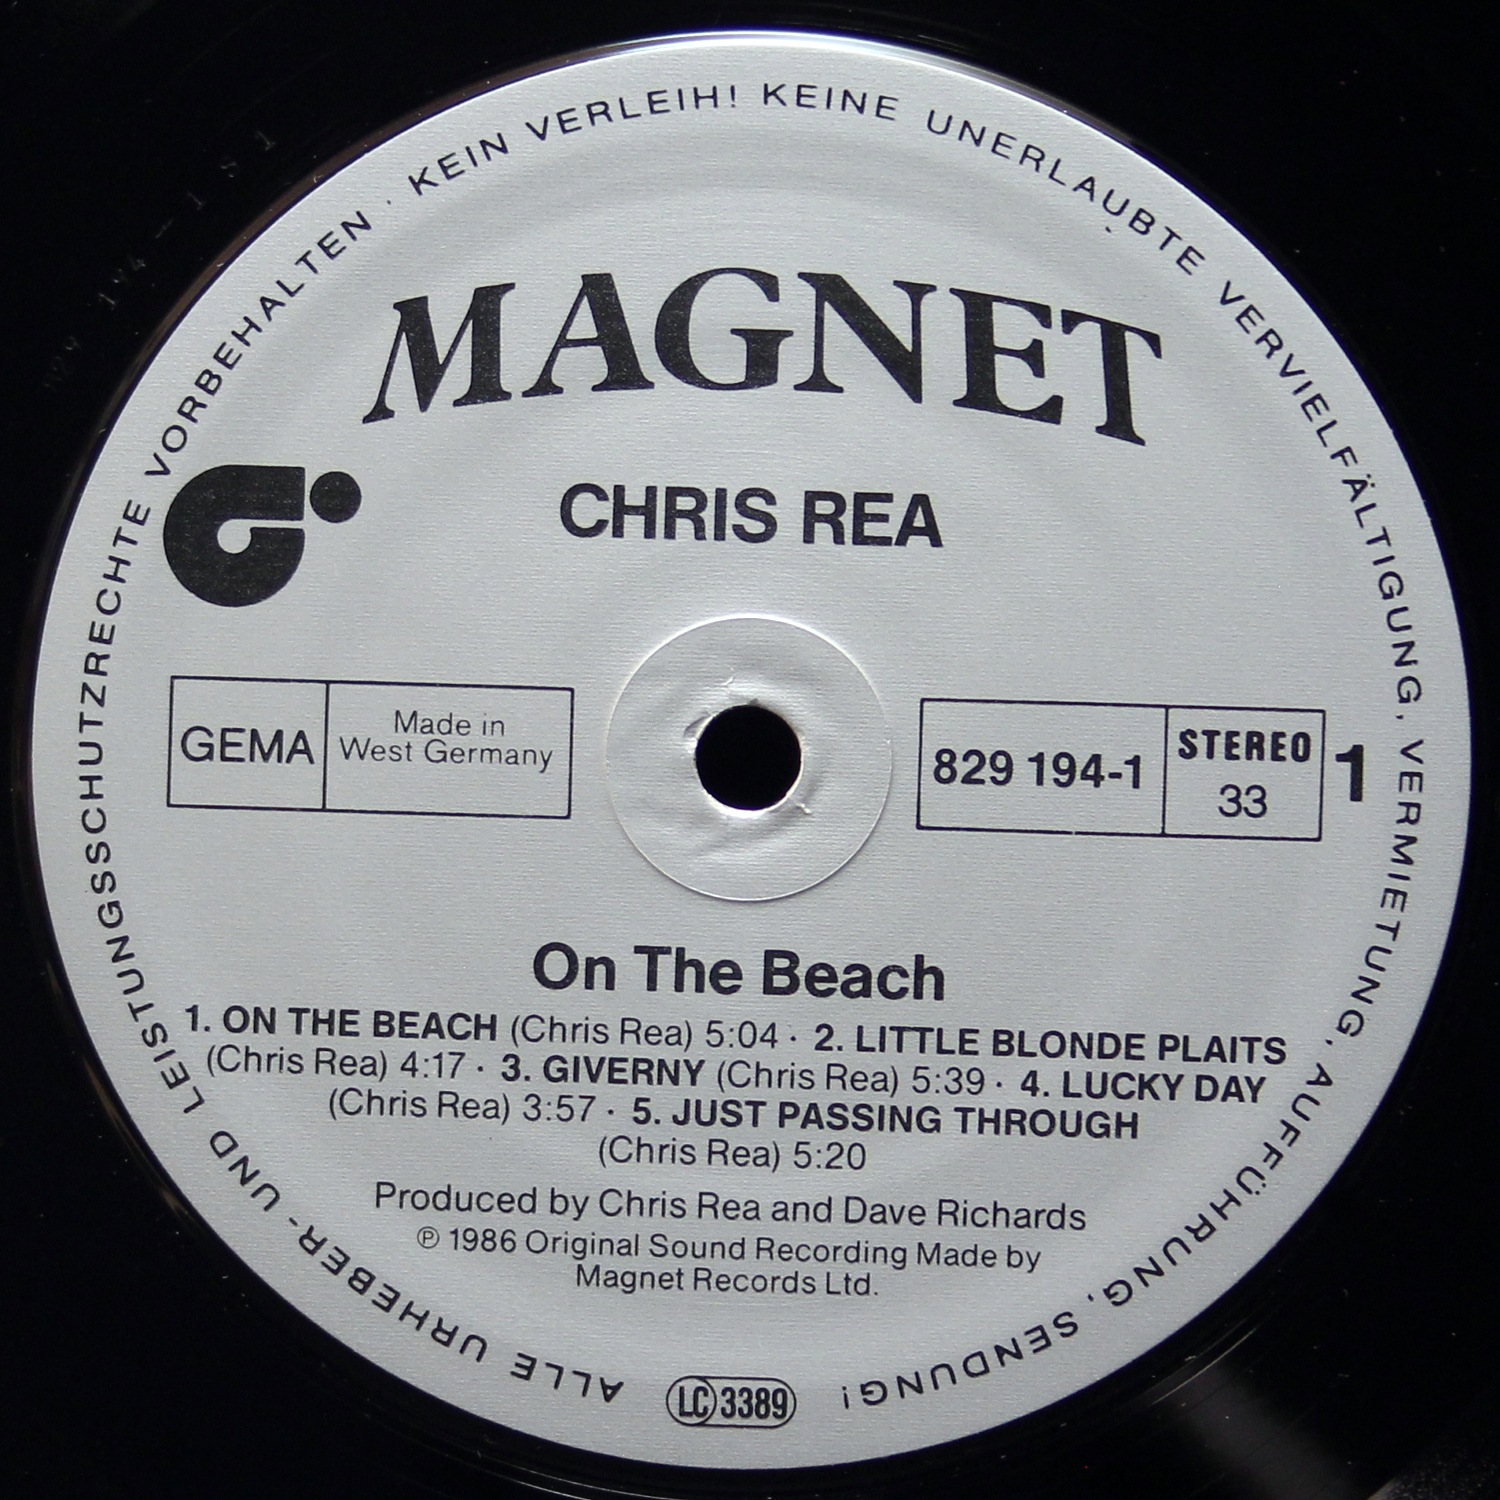 ALLE URHEBER- UND LEISTUNGSSCHUTZRECHTE VORBEHALTEN · KEIN VERLEIH! KEINE UNERLAUBTE VERVIELFÄLTIGUNG, VERMIETUNG, AUFFÜHRUNG, SENDUNG!
MAGNET
CHRIS REA
GEMA
Made in
West Germany
829 194-1
STEREO
33
1
On The Beach
1. ON THE BEACH (Chris Rea) 5:04 · 2. LITTLE BLONDE PLAITS
(Chris Rea) 4:17 · 3. GIVERNY (Chris Rea) 5:39 · 4. LUCKY DAY
(Chris Rea) 3:57 · 5. JUST PASSING THROUGH
(Chris Rea) 5:20
Produced by Chris Rea and Dave Richards
℗ 1986 Original Sound Recording Made by
Magnet Records Ltd.
LC 3389